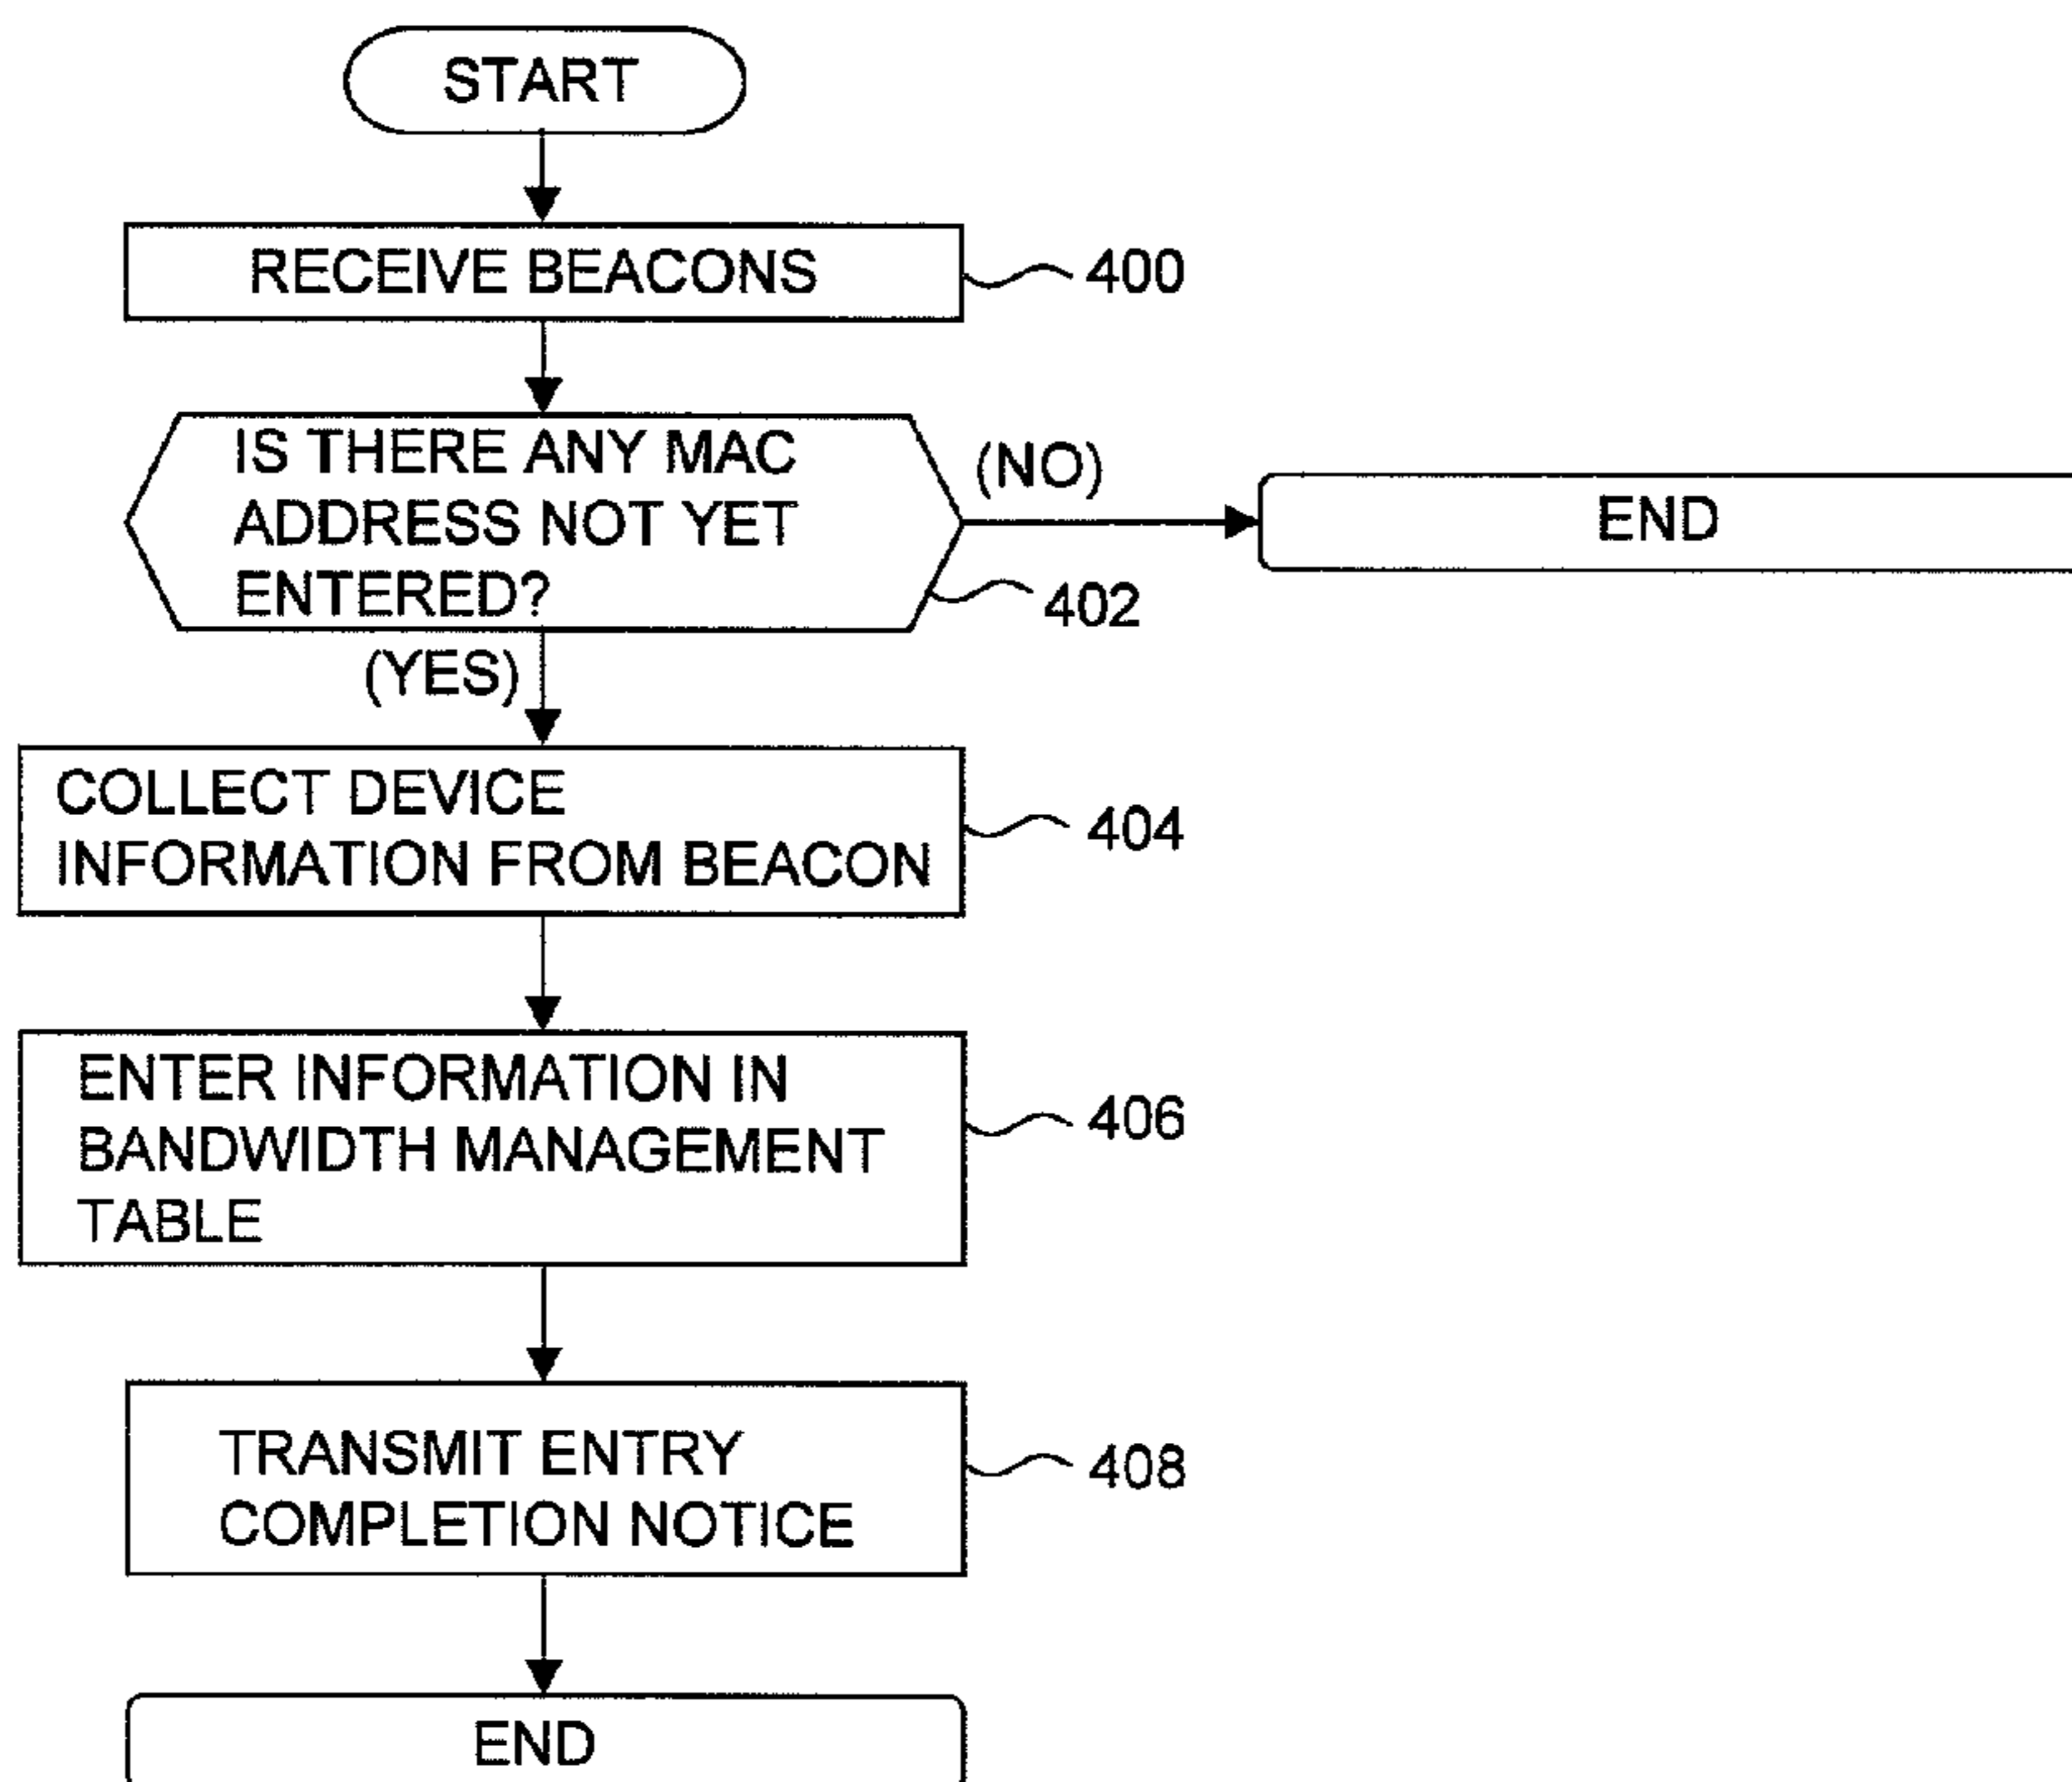 START
RECEIVE BEACONS
400
IS THERE ANY MAC
ADDRESS NOT YET
ENTERED?
(NO)
END
402
(YES)
COLLECT DEVICE
INFORMATION FROM BEACON
404
ENTER INFORMATION IN
BANDWIDTH MANAGEMENT
TABLE
406
TRANSMIT ENTRY
COMPLETION NOTICE
408
END